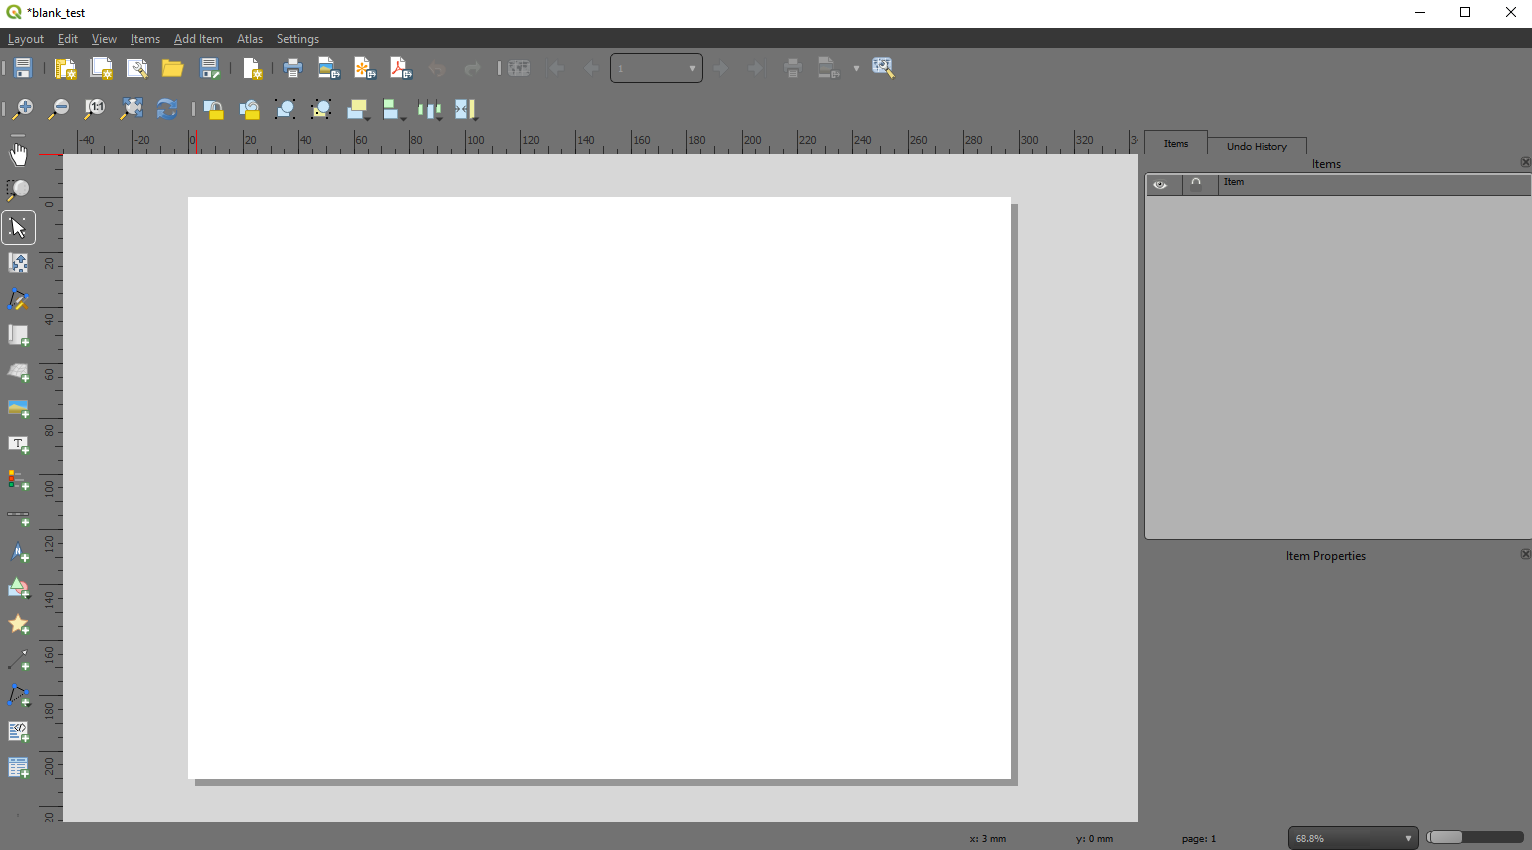 *blank_test
Layout Edit View Items Add Item Atlas Settings
1
1:1
-40 -20 0 20 40 60 80 100 120 140 160 180 200 220 240 260 280 300 320 3
Items Undo History
Items
Item
0
20
40
60
80
100
120
140
160
180
200
20
T
N
Item Properties
x: 3 mm y: 0 mm page: 1 68.8%